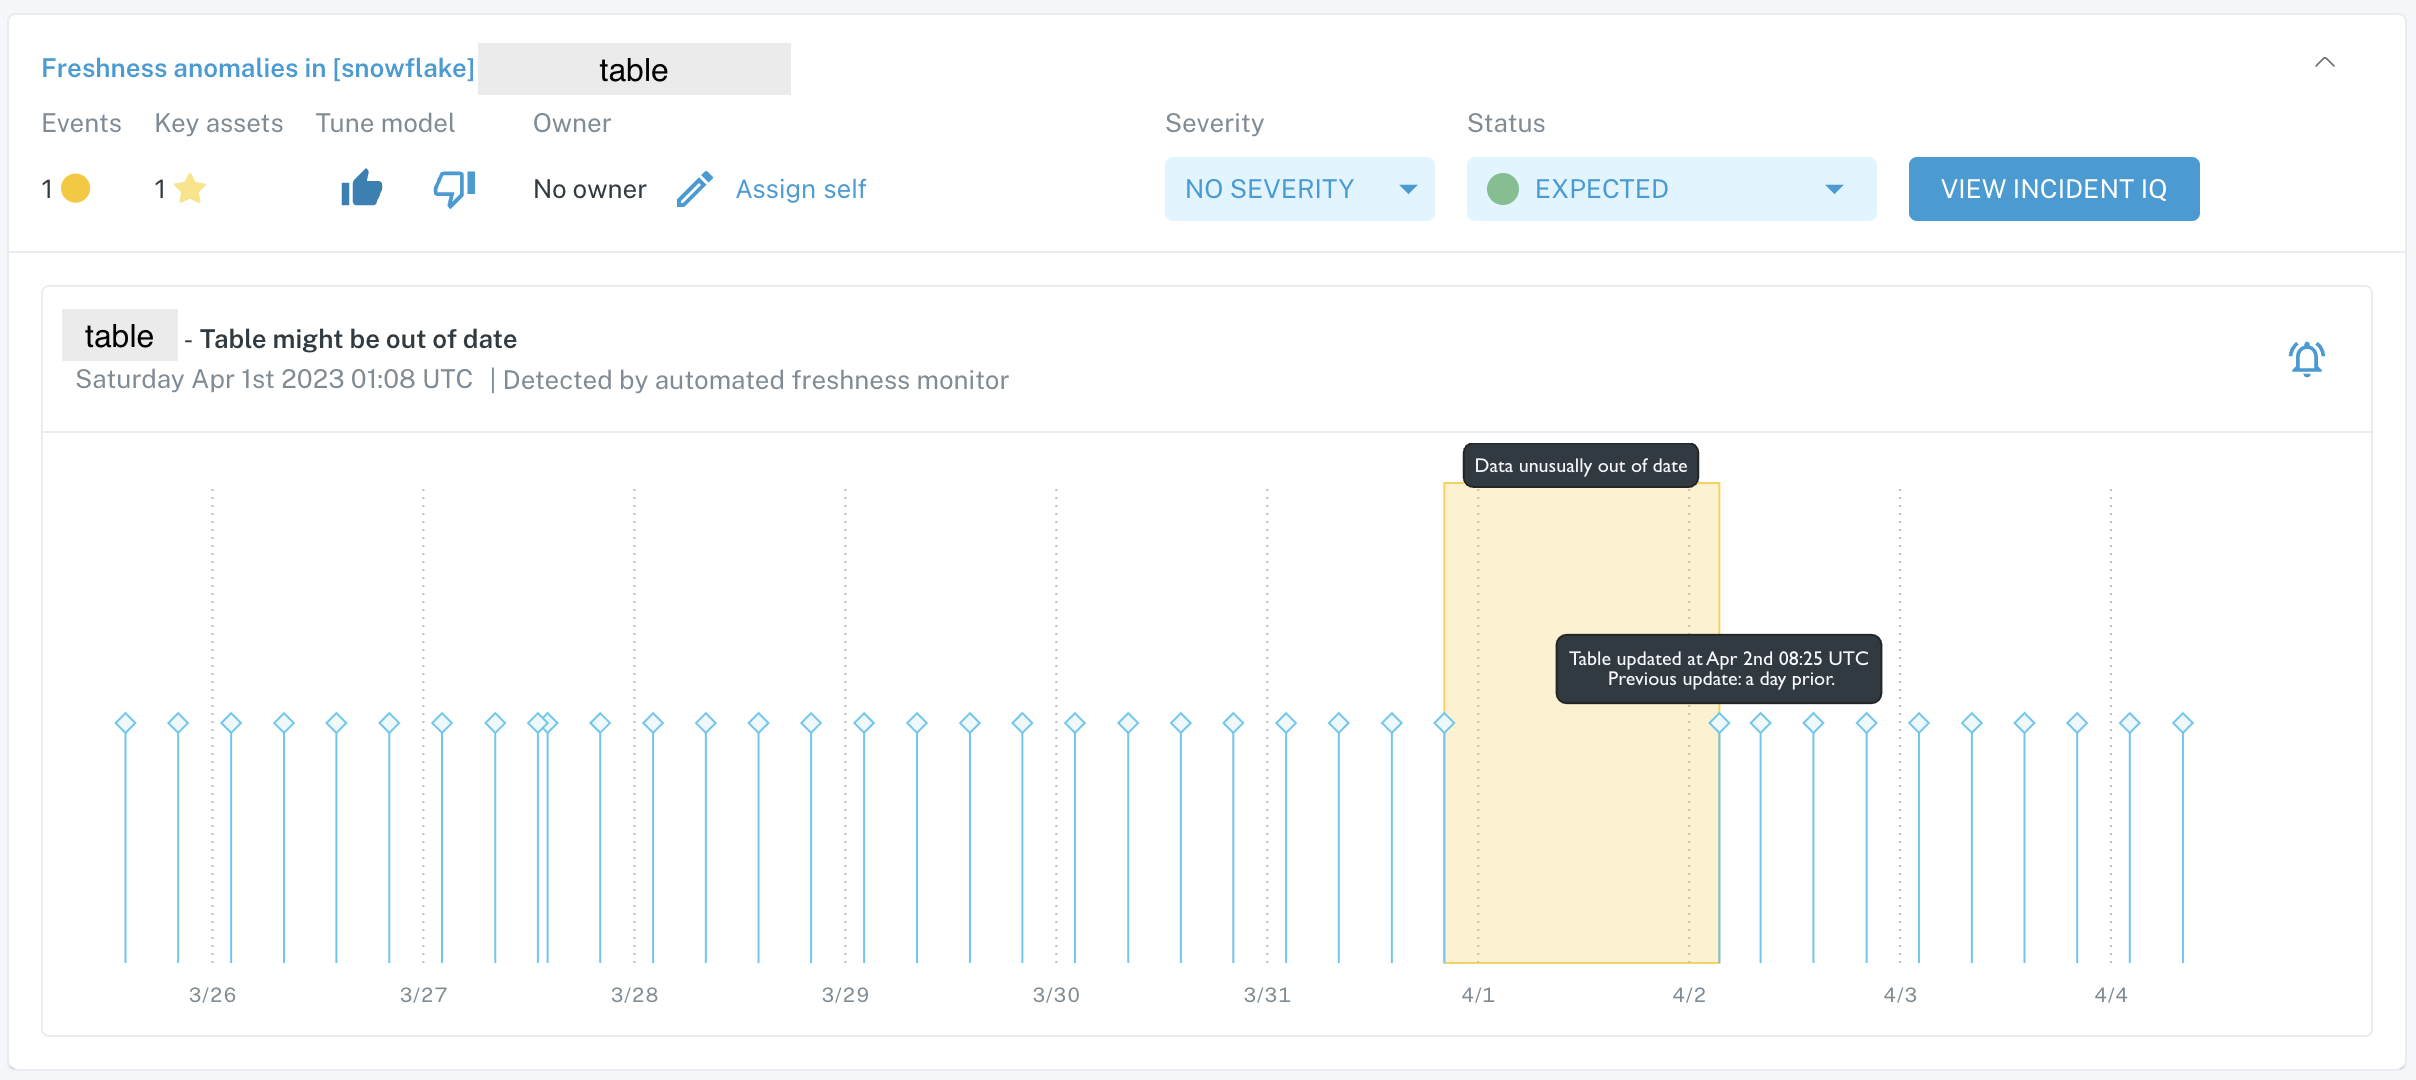 Freshness anomalies in [snowflake] table
Events Key assets Tune model Owner Severity Status
1 1 No owner Assign self NO SEVERITY EXPECTED VIEW INCIDENT IQ
table - Table might be out of date
Saturday Apr 1st 2023 01:08 UTC | Detected by automated freshness monitor
Data unusually out of date
Table updated at Apr 2nd 08:25 UTC
Previous update: a day prior.
3/26 3/27 3/28 3/29 3/30 3/31 4/1 4/2 4/3 4/4